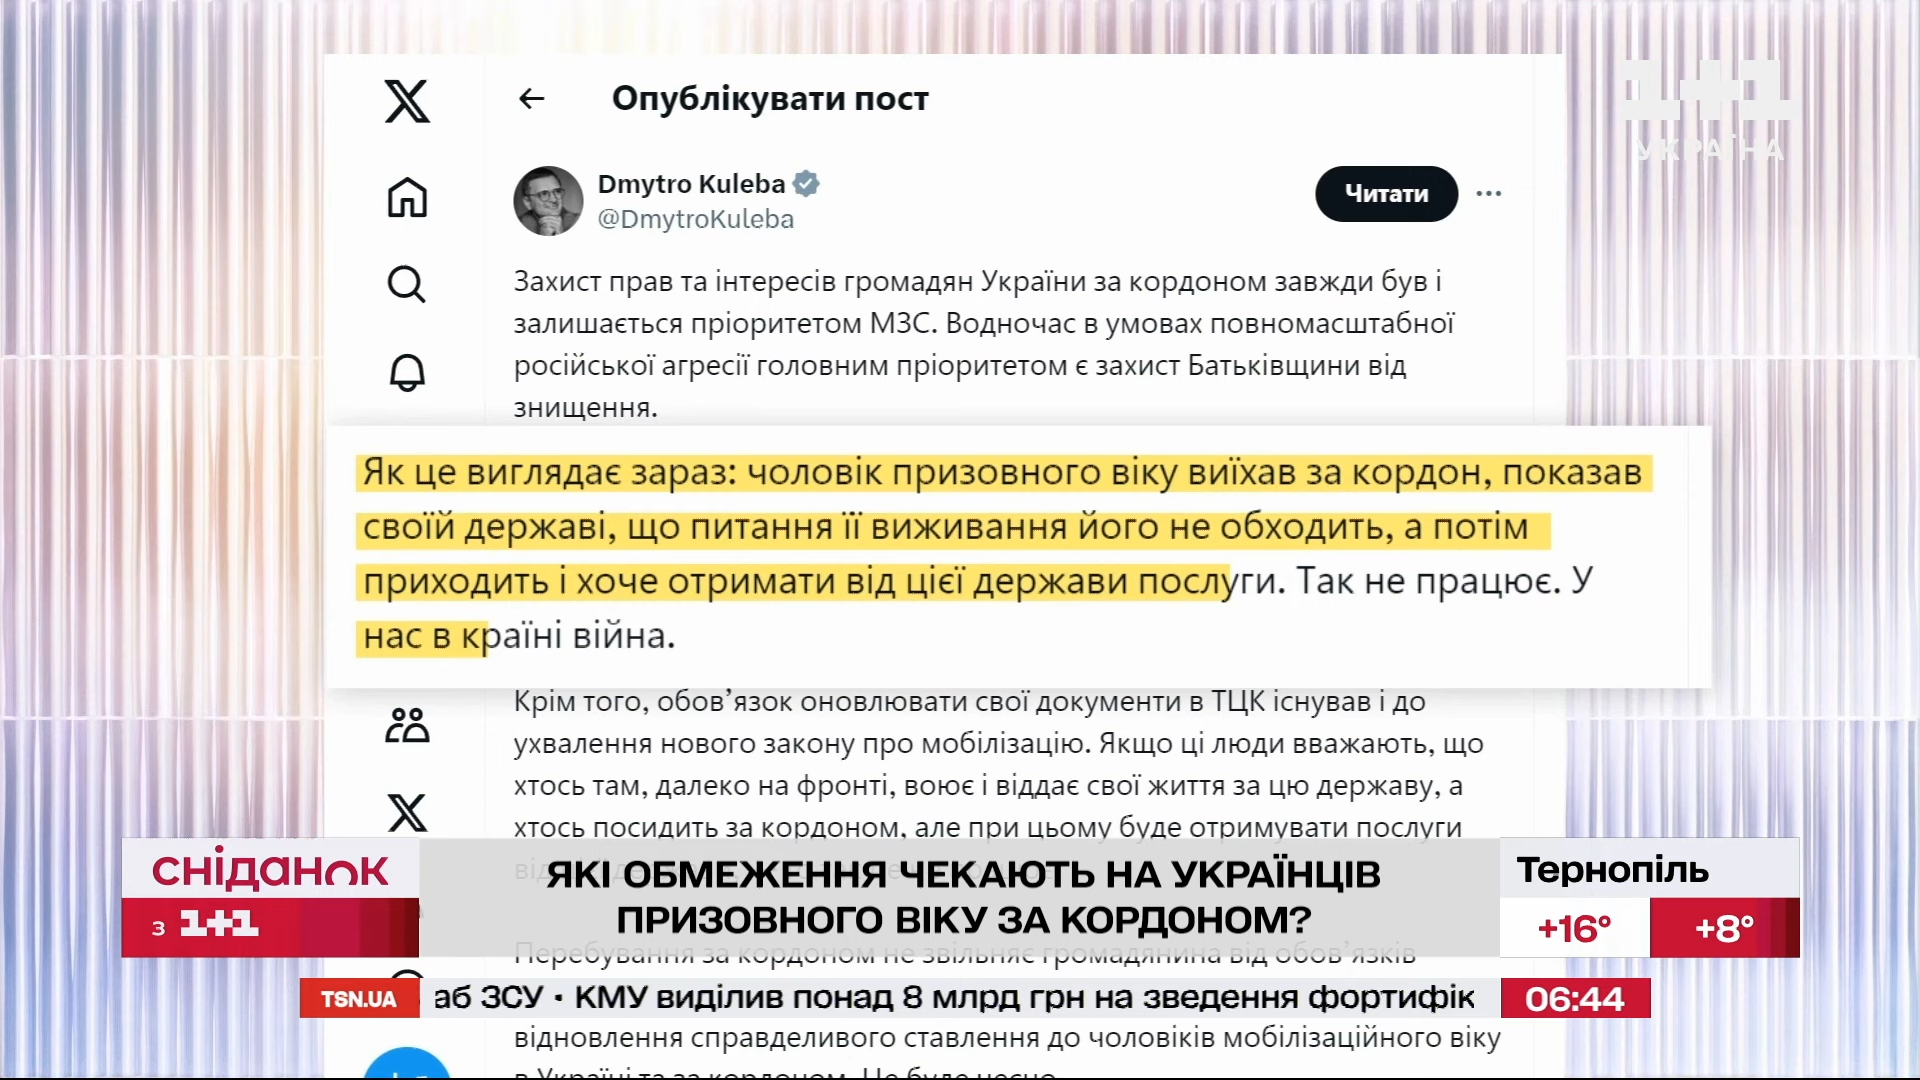 1+1
УКРАЇНА
Опублікувати пост
Dmytro Kuleba
@DmytroKuleba
Читати
Захист прав та інтересів громадян України за кордоном завжди був і
залишається пріоритетом МЗС. Водночас в умовах повномасштабної
російської агресії головним пріоритетом є захист Батьківщини від
знищення.
Як це виглядає зараз: чоловік призовного віку виїхав за кордон, показав
своїй державі, що питання її виживання його не обходить, а потім
приходить і хоче отримати від цієї держави послуги. Так не працює. У
нас в країні війна.
Крім того, обов’язок оновлювати свої документи в ТЦК існував і до
ухвалення нового закону про мобілізацію. Якщо ці люди вважають, що
хтось там, далеко на фронті, воює і віддає свої життя за цю державу, а
хтось посидить за кордоном, але при цьому буде отримувати послуги
сніданок
з 1+1
ЯКІ ОБМЕЖЕННЯ ЧЕКАЮТЬ НА УКРАЇНЦІВ
ПРИЗОВНОГО ВІКУ ЗА КОРДОНОМ?
Тернопіль
+16° +8°
Перебування за кордоном не звільняє громадянина від обов’язків
TSN.UA
аб ЗСУ • КМУ виділив понад 8 млрд грн на зведення фортифік
06:44
відновлення справедливого ставлення до чоловіків мобілізаційного віку
в Україні та за кордоном. Це буде чесно.